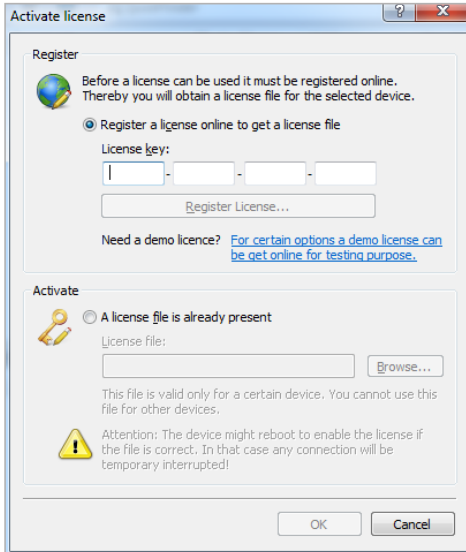 Activate license
Register
Before a license can be used it must be registered online.
Thereby you will obtain a license file for the selected device.
Register a license online to get a license file
License key:
- - -
Register License...
Need a demo licence? For certain options a demo license can
be get online for testing purpose.
Activate
A license file is already present
License file:
Browse...
This file is valid only for a certain device. You cannot use this
file for other devices.
Attention: The device might reboot to enable the license if
the file is correct. In that case any connection will be
temporary interrupted!
OK Cancel